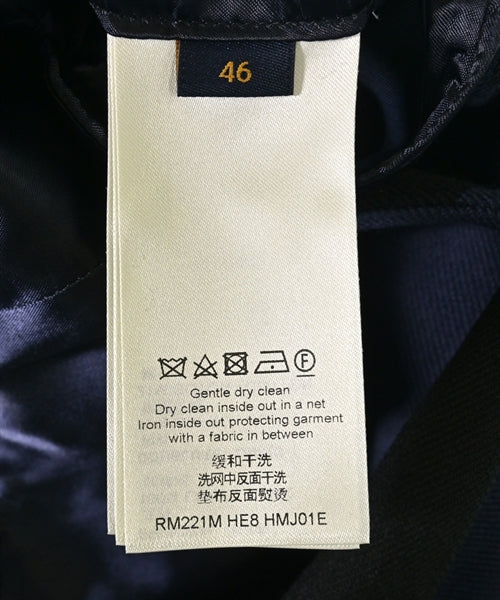 46
F
Gentle dry clean
Dry clean inside out in a net
Iron inside out protecting garment
with a fabric in between
缓和干洗
洗网中反面干洗
垫布反面熨烫
RM221M HE8 HMJ01E